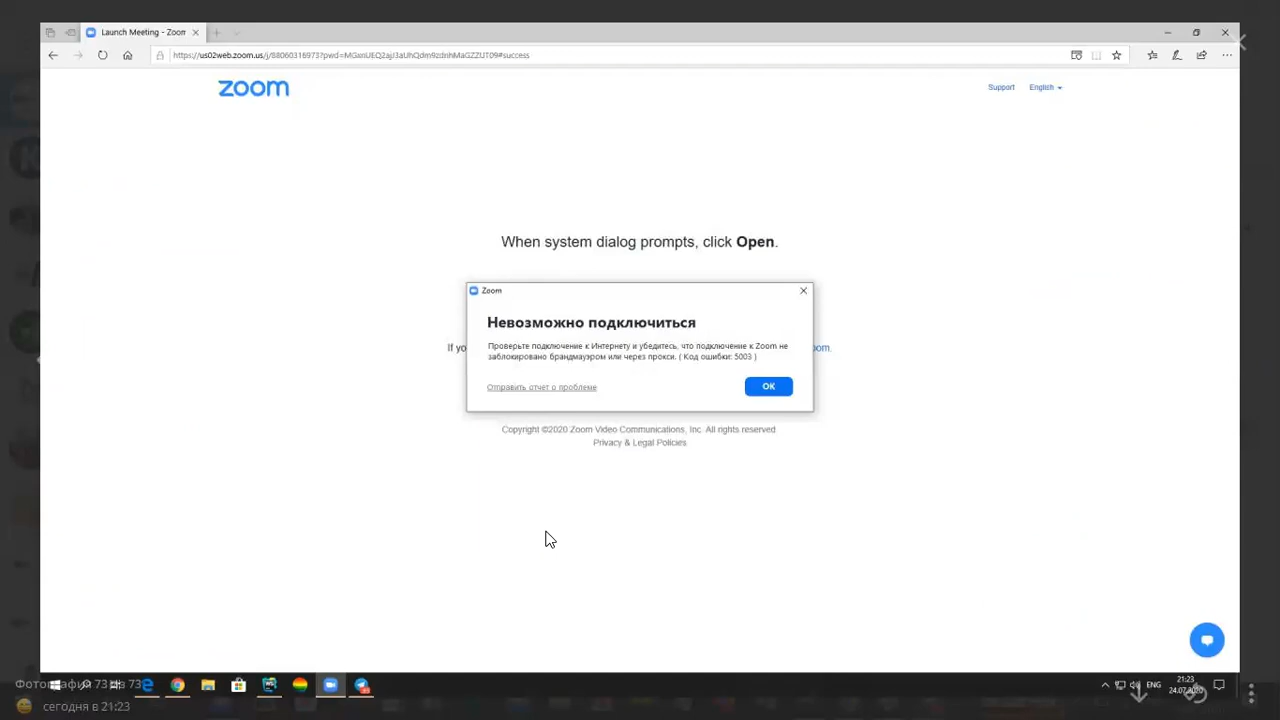 Launch Meeting - Zoom
https://us02web.zoom.us/j/88060316973?pwd=
#success
zoom
Support English
When system dialog prompts, click Open.
Zoom
Невозможно подключиться
Проверьте подключение к Интернету и убедитесь, что подключение к Zoom не
заблокировано брандмауэром или через прокси. ( Код ошибки: 5003 )
If yo
oom.
Отправить отчет о проблеме
OK
Copyright ©2020 Zoom Video Communications, Inc. All rights reserved
Privacy & Legal Policies
Фотография 73 из 73
ENG
21:23
24.07.2020
сегодня в 21:23